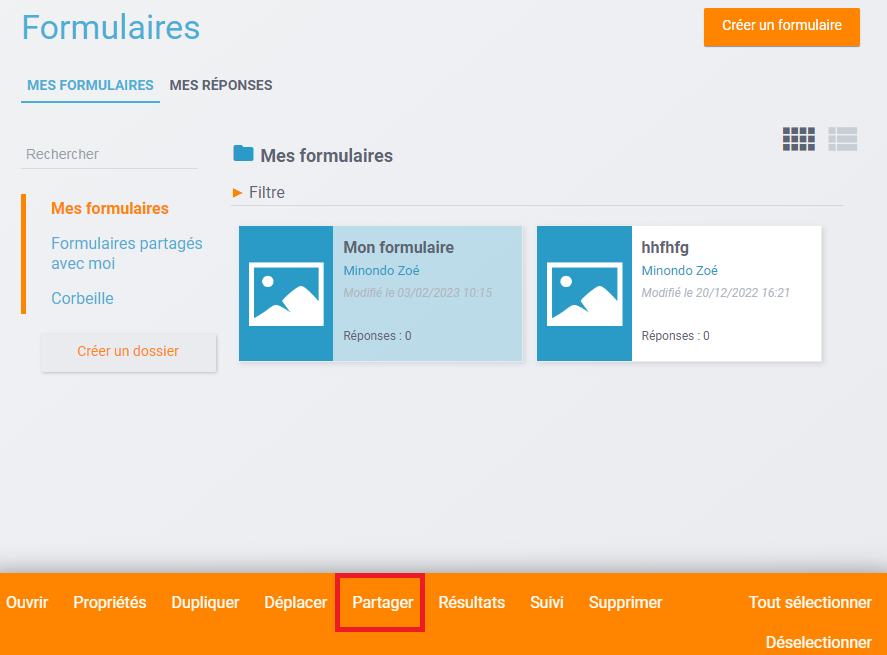 Formulaires
Créer un formulaire
MES FORMULAIRES
MES RÉPONSES
Rechercher
Mes formulaires
Formulaires partagés
avec moi
Corbeille
Créer un dossier
Mes formulaires
Filtre
Mon formulaire
Minondo Zoé
Modifié le 03/02/2023 10:15
Réponses : 0
hhfhfg
Minondo Zoé
Modifié le 20/12/2022 16:21
Réponses : 0
Ouvrir
Propriétés
Dupliquer
Déplacer
Partager
Résultats
Suivi
Supprimer
Tout sélectionner
Déselectionner